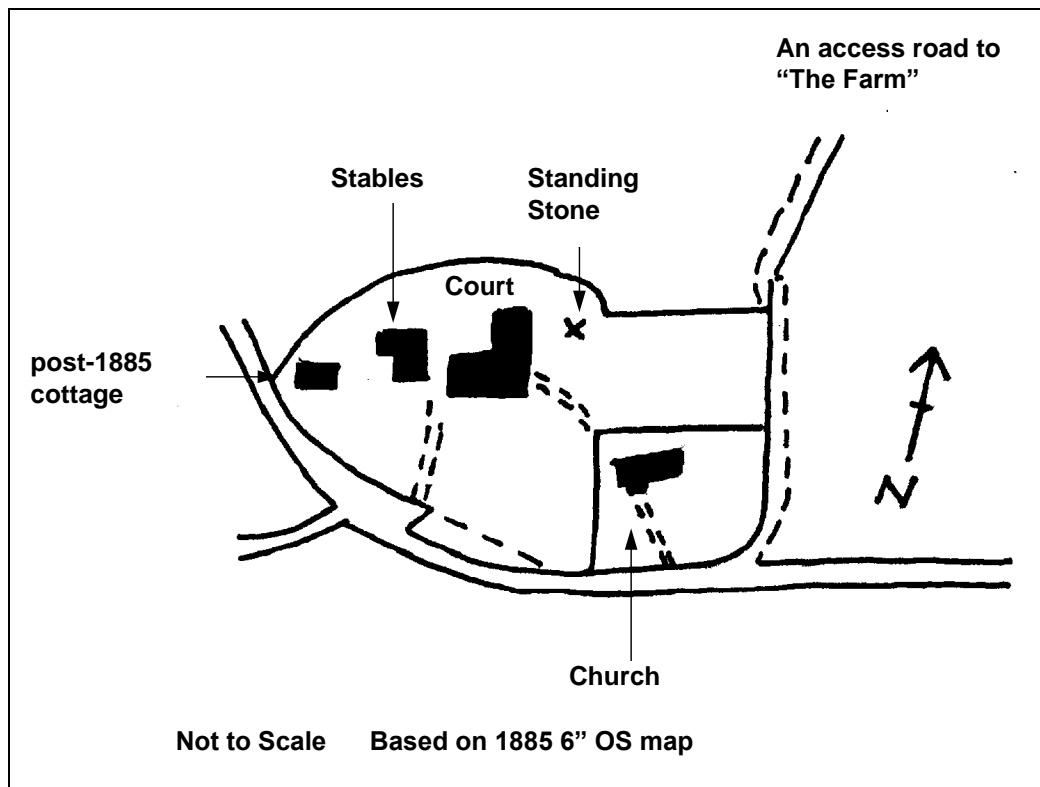 An access road to
“The Farm”
Stables
Standing
Stone
Court
post-1885
cottage
N
Church
Not to Scale Based on 1885 6” OS map